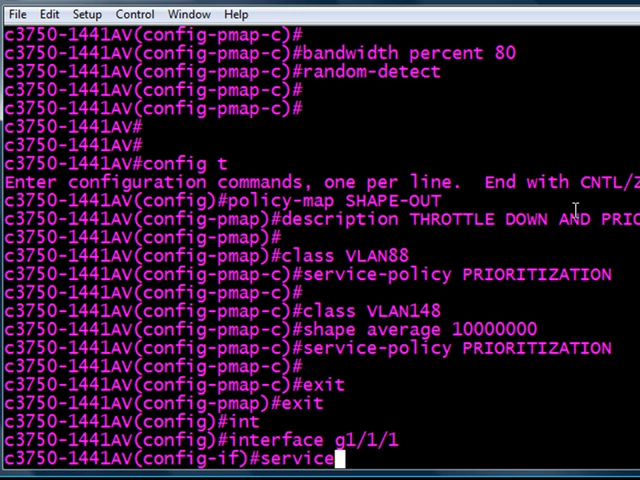 File Edit Setup Control Window Help
c3750-1441AV(config-pmap-c)#
c3750-1441AV(config-pmap-c)#bandwidth percent 80
c3750-1441AV(config-pmap-c)#random-detect
c3750-1441AV(config-pmap-c)#
c3750-1441AV(config-pmap-c)#
c3750-1441AV#
c3750-1441AV#
c3750-1441AV#config t
Enter configuration commands, one per line.  End with CNTL/
c3750-1441AV(config)#policy-map SHAPE-OUT
c3750-1441AV(config-pmap)#description THROTTLE DOWN AND PRIO
c3750-1441AV(config-pmap)#
c3750-1441AV(config-pmap)#class VLAN88
c3750-1441AV(config-pmap-c)#service-policy PRIORITIZATION
c3750-1441AV(config-pmap-c)#
c3750-1441AV(config-pmap-c)#class VLAN148
c3750-1441AV(config-pmap-c)#shape average 10000000
c3750-1441AV(config-pmap-c)#service-policy PRIORITIZATION
c3750-1441AV(config-pmap-c)#
c3750-1441AV(config-pmap-c)#exit
c3750-1441AV(config-pmap)#exit
c3750-1441AV(config)#int
c3750-1441AV(config)#interface g1/1/1
c3750-1441AV(config-if)#service